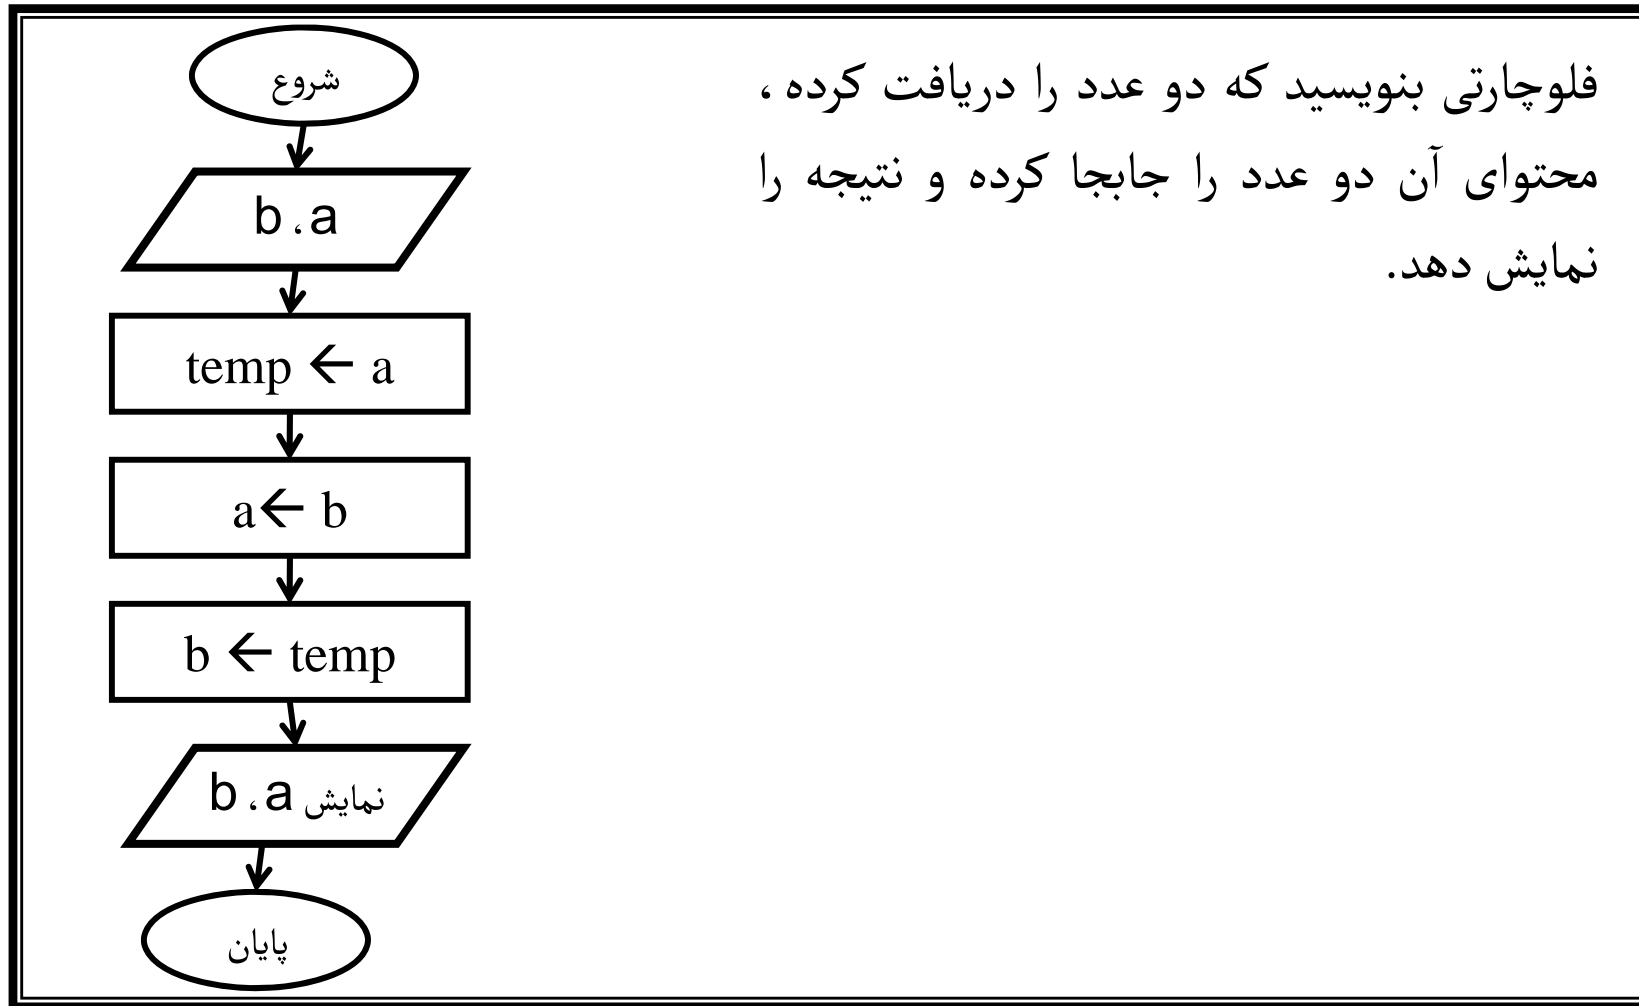 فلوچارتی بنویسید که دو عدد را دریافت کرده ،
محتوای آن دو عدد را جابجا کرده و نتیجه را
نمایش دهد.
شروع
a، b
temp ← a
a← b
b ← temp
نمایش a، b
پایان